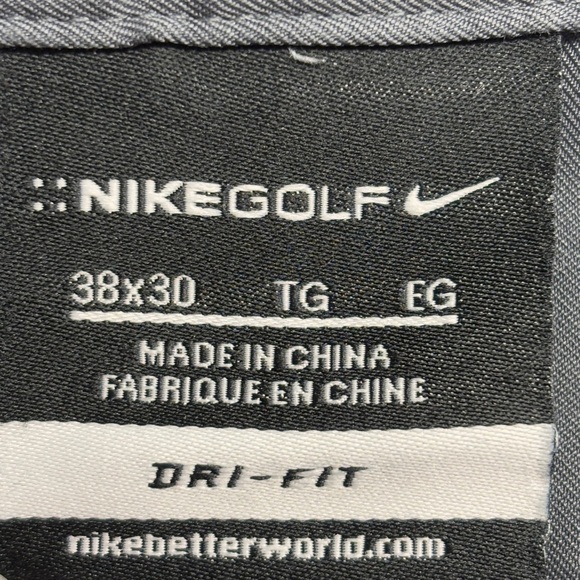 NIKEGOLF
38x30 TG EG
MADE IN CHINA
FABRIQUE EN CHINE
DRI-FIT
nikebetterworld.com